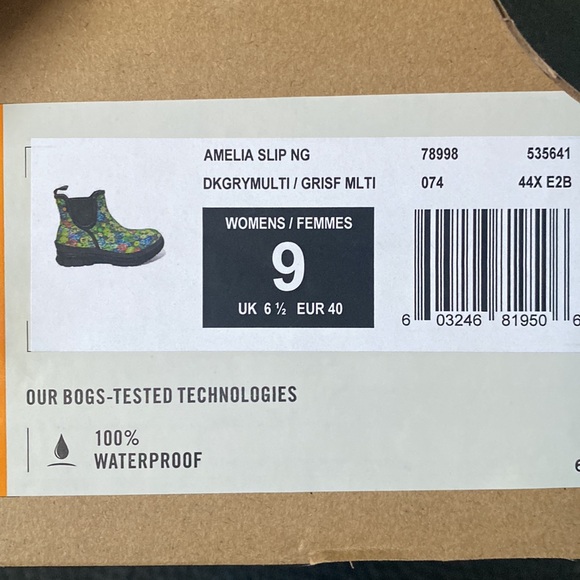 AMELIA SLIP NG 78998 535641
DKGRYMULTI / GRISF MLTI 074 44X E2B
WOMENS / FEMMES
9
UK 6 ½ EUR 40
6 03246 81950 6
OUR BOGS-TESTED TECHNOLOGIES
100%
WATERPROOF